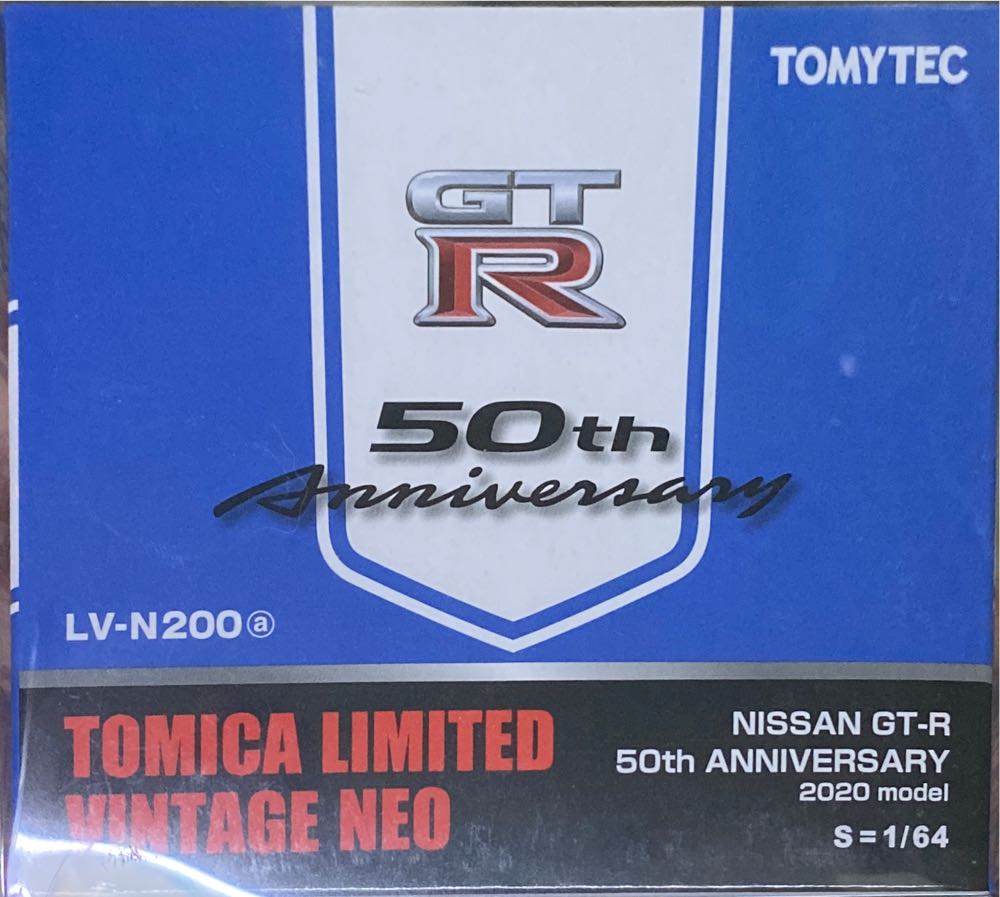 TOMYTEC
GT
R
50th
Anniversary
LV-N200ⓐ
TOMICA LIMITED
VINTAGE NEO
NISSAN GT-R
50th ANNIVERSARY
2020 model
S=1/64